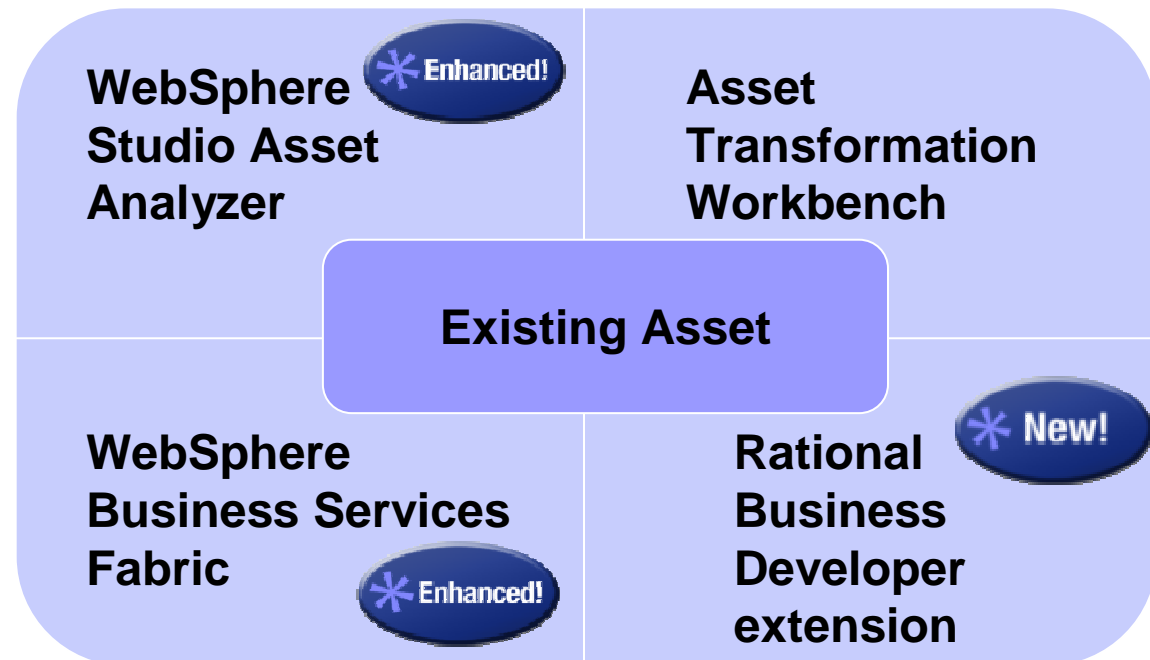 WebSphere
Studio Asset
Analyzer
* Enhanced!
Asset
Transformation
Workbench
Existing Asset
WebSphere
Business Services
Fabric
* Enhanced!
Rational
Business
Developer
extension
* New!